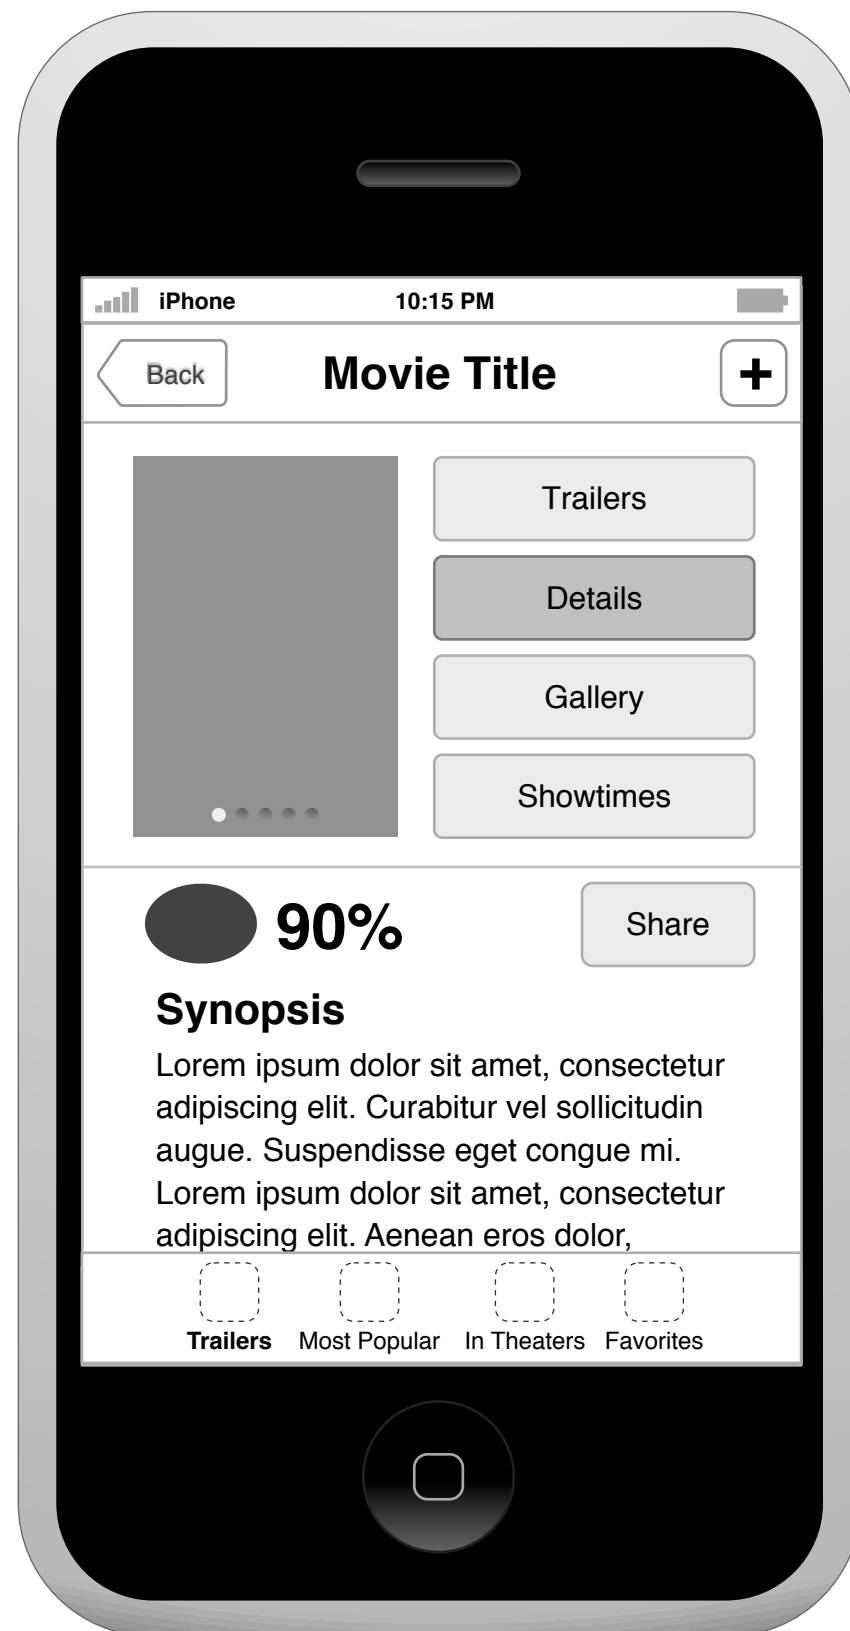 iPhone 10:15 PM
Back Movie Title +
Trailers
Details
Gallery
Showtimes
90% Share
Synopsis
Lorem ipsum dolor sit amet, consectetur
adipiscing elit. Curabitur vel sollicitudin
augue. Suspendisse eget congue mi.
Lorem ipsum dolor sit amet, consectetur
adipiscing elit. Aenean eros dolor,
Trailers Most Popular In Theaters Favorites